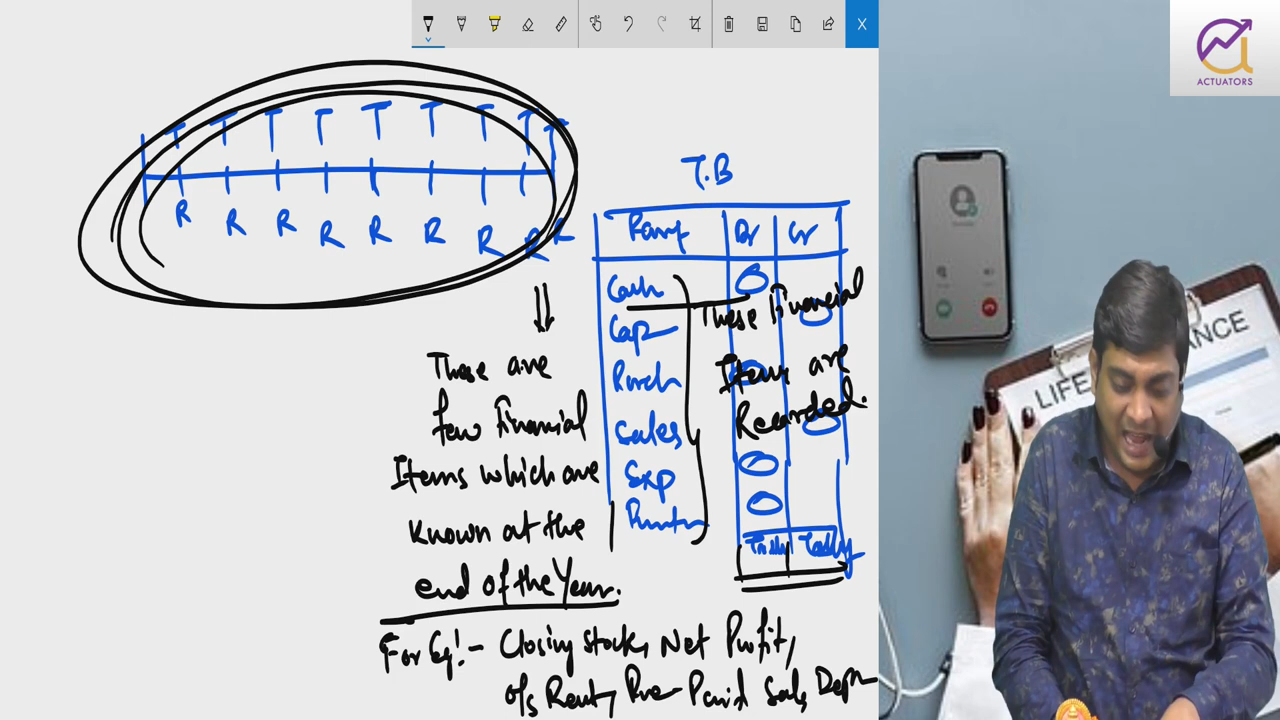 X
ACTUATORS
T T T T T T T T T
R R R R R R R R R
T.B
Dr Cr
Cash
Cap
Purch
Sales
Exp
These Financial
Items are
Recorded.
Tally Tally
These are
few Financial
Items which are
known at the
end of the Year.
For Eg:- Closing Stock, Net Profit,
o/s Rent, Pre-Paid Sal, Depn
LIFE